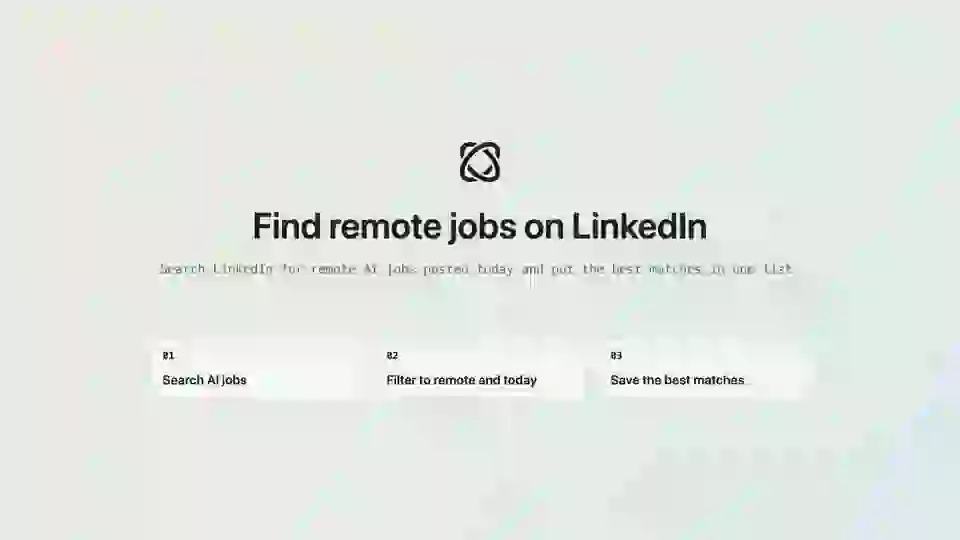 Find remote jobs on LinkedIn
Search LinkedIn for remote AI jobs posted today and put the best matches in one list
01
Search AI jobs
02
Filter to remote and today
03
Save the best matches